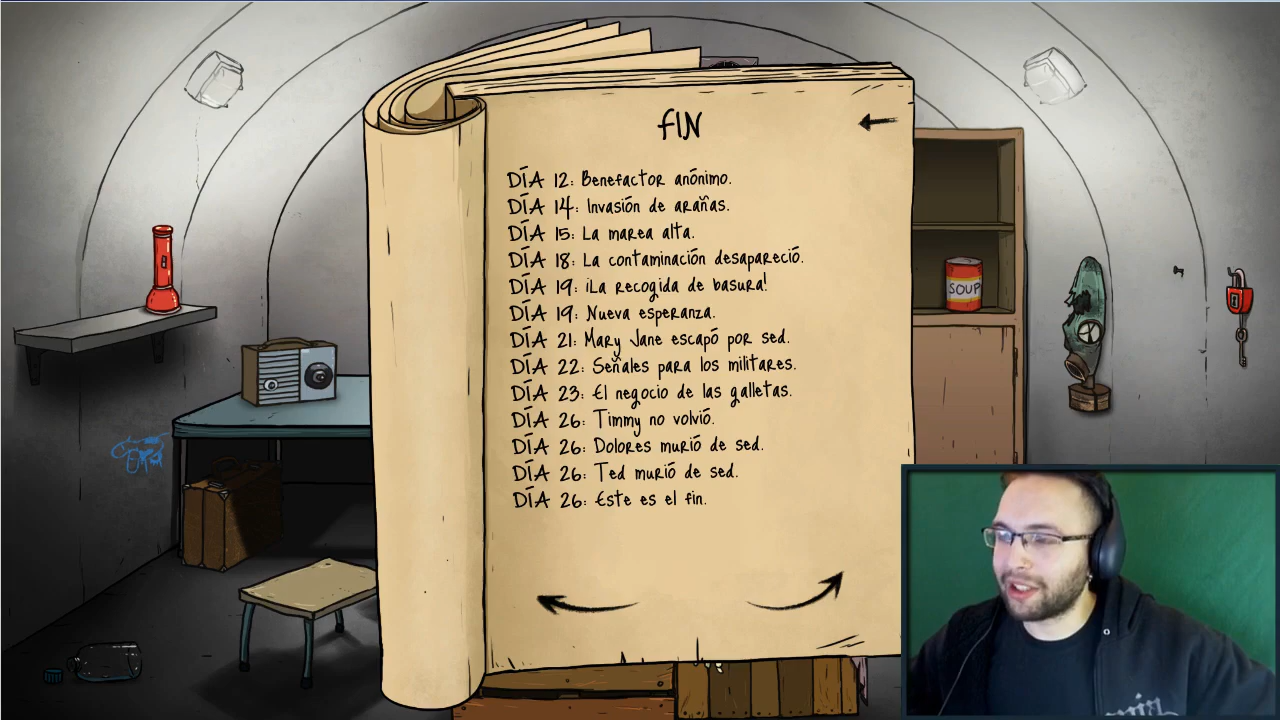 FIN
DÍA 12: Benefactor anónimo.
DÍA 14: Invasión de arañas.
DÍA 15: La marea alta.
DÍA 18: La contaminación desapareció.
DÍA 19: ¡La recogida de basura!
DÍA 19: Nueva esperanza.
DÍA 21: Mary Jane escapó por sed.
DÍA 22: Señales para los militares.
DÍA 23: El negocio de las galletas.
DÍA 26: Timmy no volvió.
DÍA 26: Dolores murió de sed.
DÍA 26: Ted murió de sed.
DÍA 26: Este es el fin.
SOUP